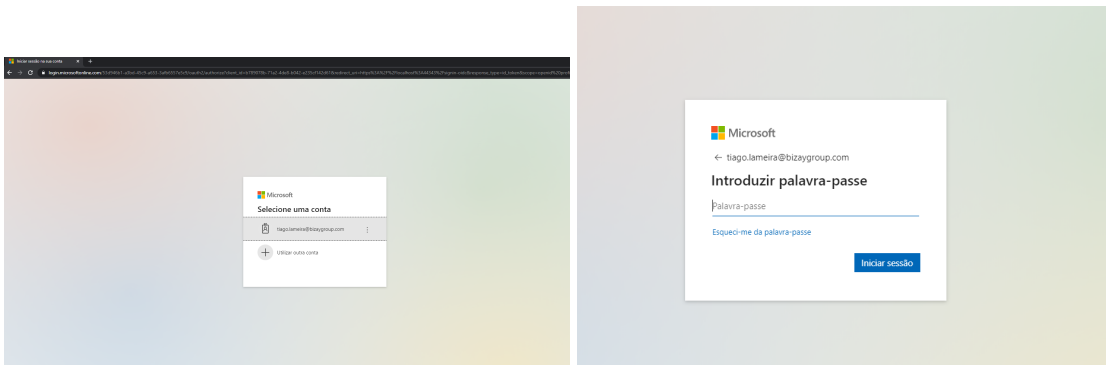 Iniciar sessão na sua conta
Microsoft
Selecione uma conta
tiago.lameira@bizaygroup.com
Utilizar outra conta
Microsoft
← tiago.lameira@bizaygroup.com
Introduzir palavra-passe
Palavra-passe
Esqueci-me da palavra-passe
Iniciar sessão